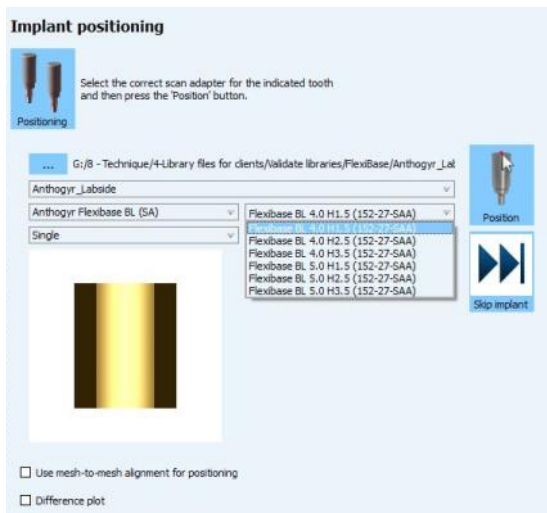 Implant positioning
Select the correct scan adapter for the indicated tooth
and then press the 'Position' button.
Positioning
... G:/8 - Technique/4-Library files for clients/Validate libraries/FlexiBase/Anthogyr_Lab
Anthogyr_Labside
Anthogyr Flexibase BL (SA)
Flexibase BL 4.0 H1.5 (152-27-SAA)
Position
Single
Flexibase BL 4.0 H1.5 (152-27-SAA)
Flexibase BL 4.0 H2.5 (152-27-SAA)
Flexibase BL 4.0 H3.5 (152-27-SAA)
Flexibase BL 5.0 H1.5 (152-27-SAA)
Flexibase BL 5.0 H2.5 (152-27-SAA)
Flexibase BL 5.0 H3.5 (152-27-SAA)
Skip implant
Use mesh-to-mesh alignment for positioning
Difference plot